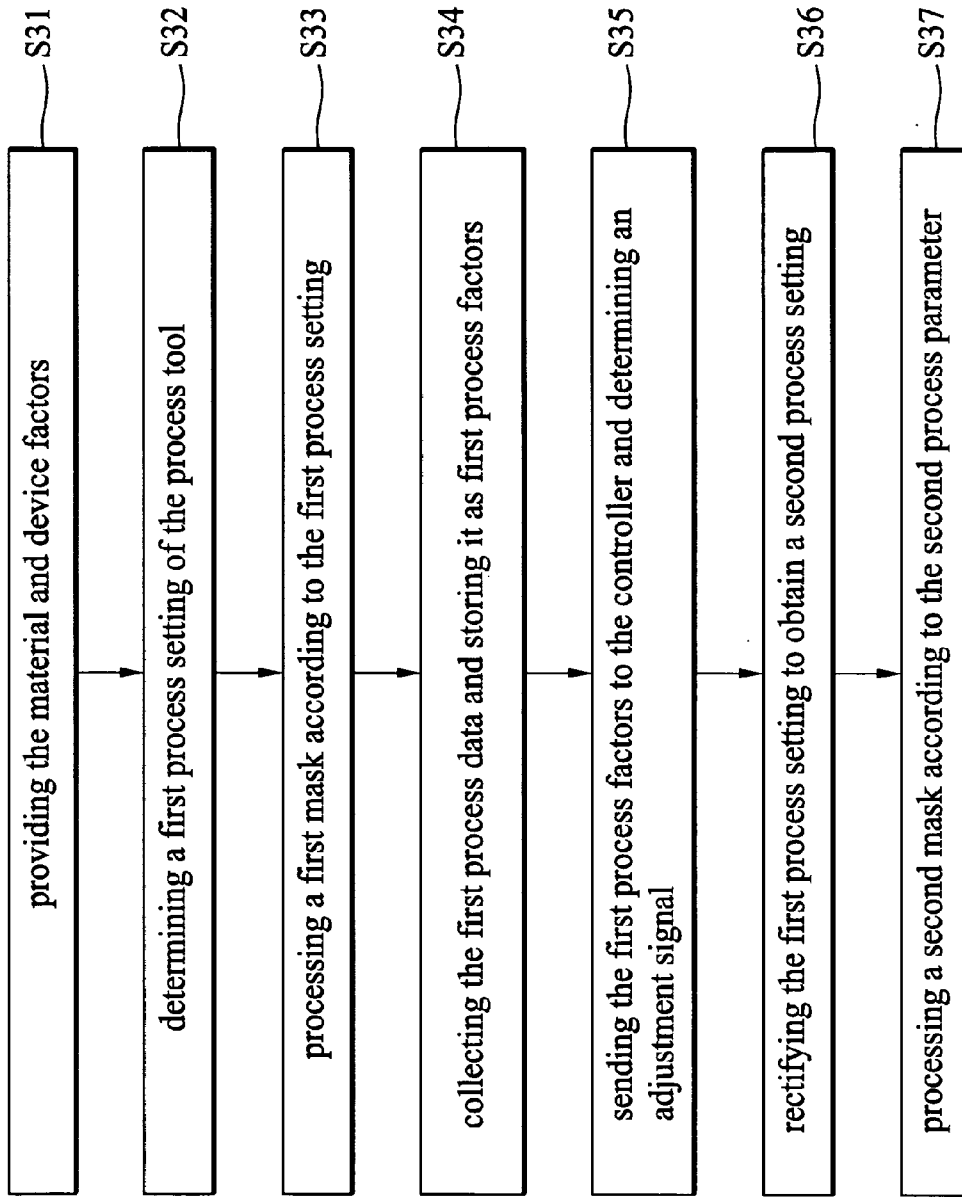 providing the material and device factors
S31
determining a first process setting of the process tool
S32
processing a first mask according to the first process setting
S33
collecting the first process data and storing it as first process factors
S34
sending the first process factors to the controller and determining an
adjustment signal
S35
rectifying the first process setting to obtain a second process setting
S36
processing a second mask according to the second process parameter
S37